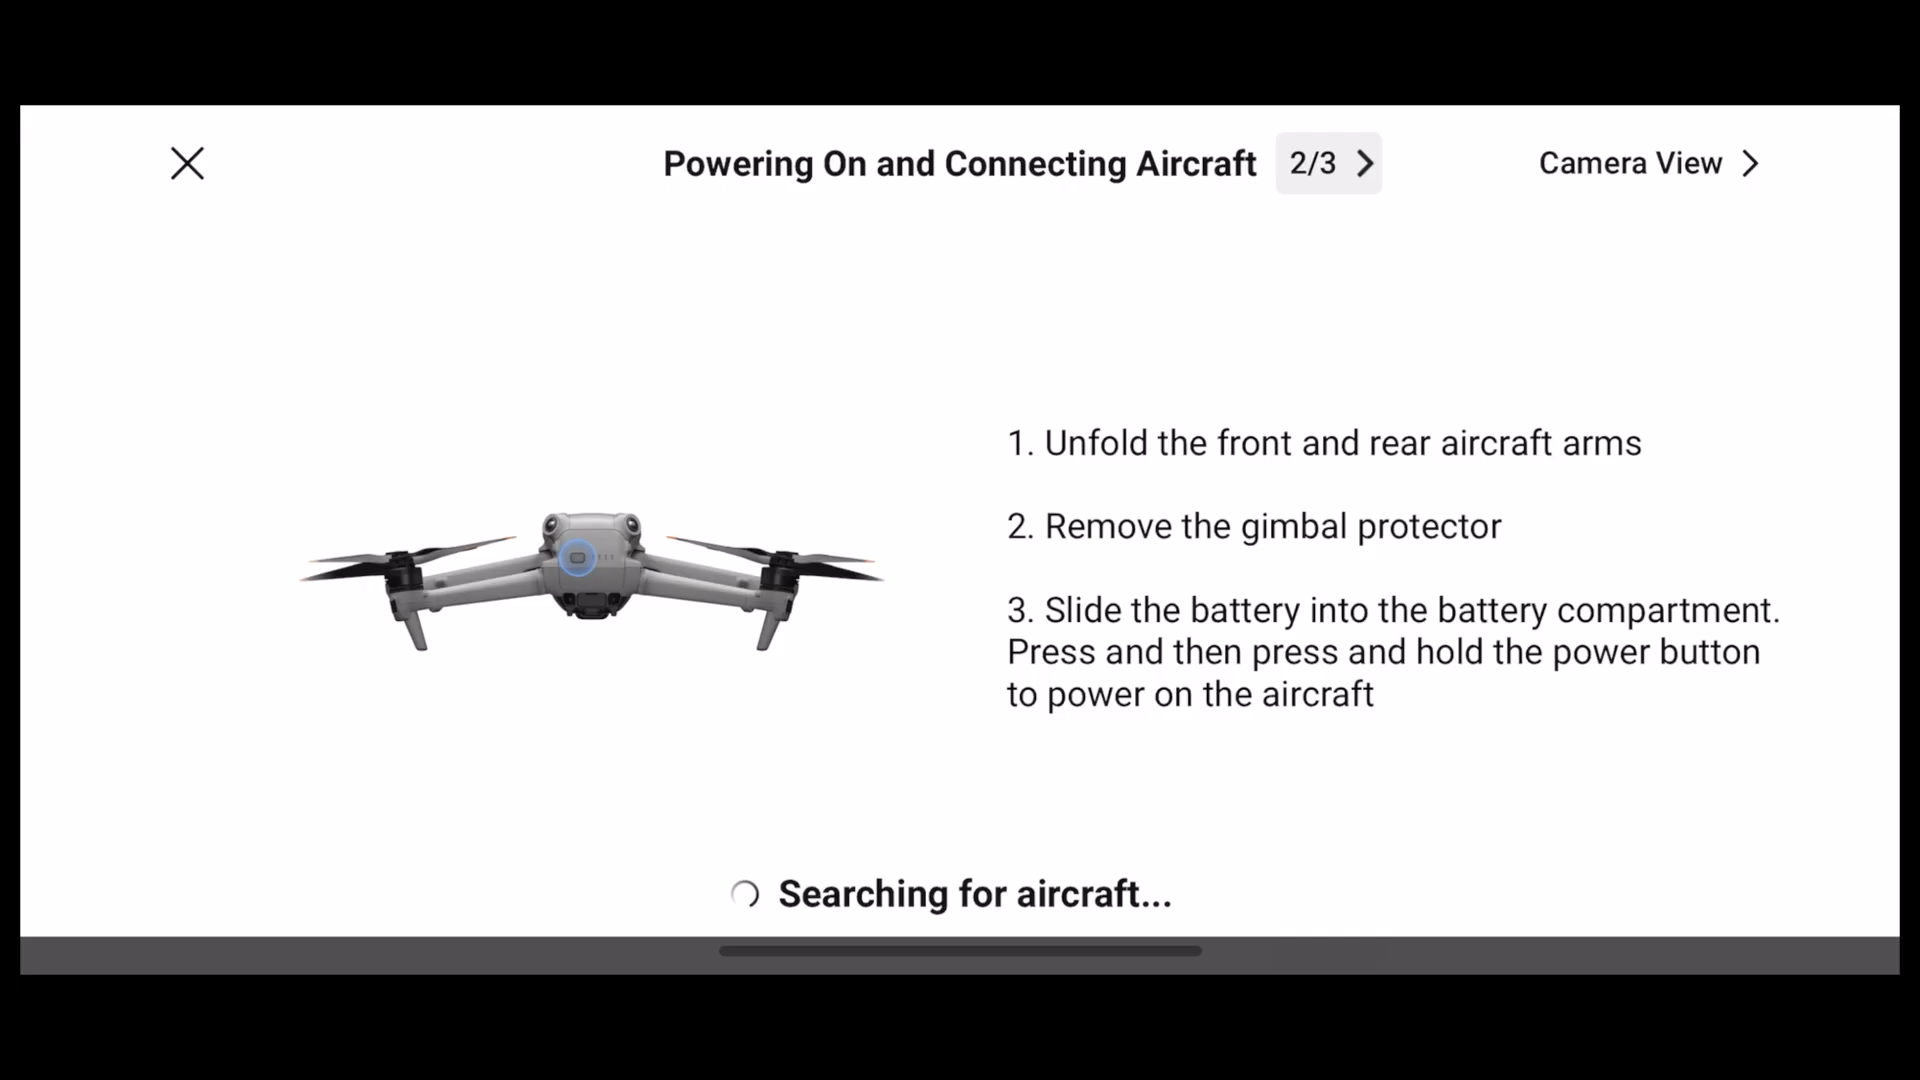 Powering On and Connecting Aircraft 2/3
Camera View
1. Unfold the front and rear aircraft arms
2. Remove the gimbal protector
3. Slide the battery into the battery compartment.
Press and then press and hold the power button
to power on the aircraft
Searching for aircraft...